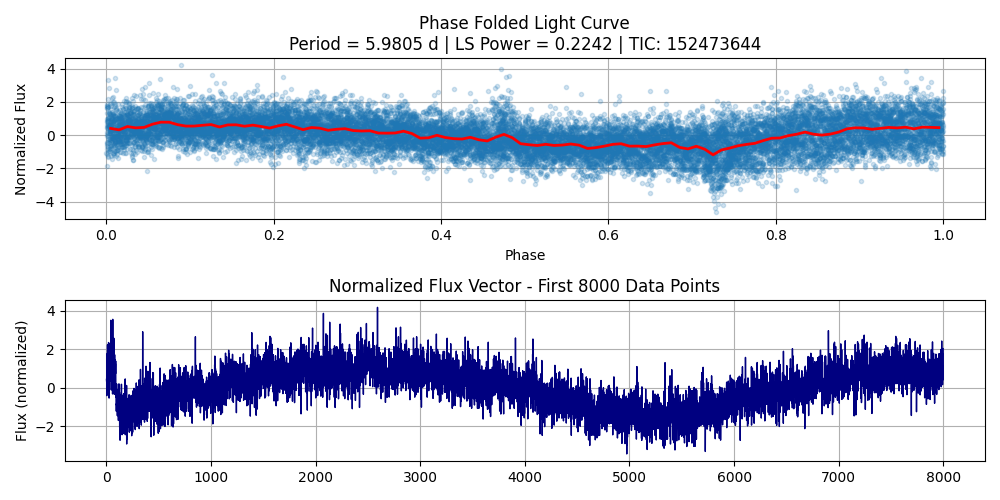 Phase Folded Light Curve
Period = 5.9805 d | LS Power = 0.2242 | TIC: 152473644
Normalized Flux
4
2
0
−2
−4
0.0 0.2 0.4 0.6 0.8 1.0
Phase
Normalized Flux Vector - First 8000 Data Points
Flux (normalized)
4
2
0
−2
0 1000 2000 3000 4000 5000 6000 7000 8000